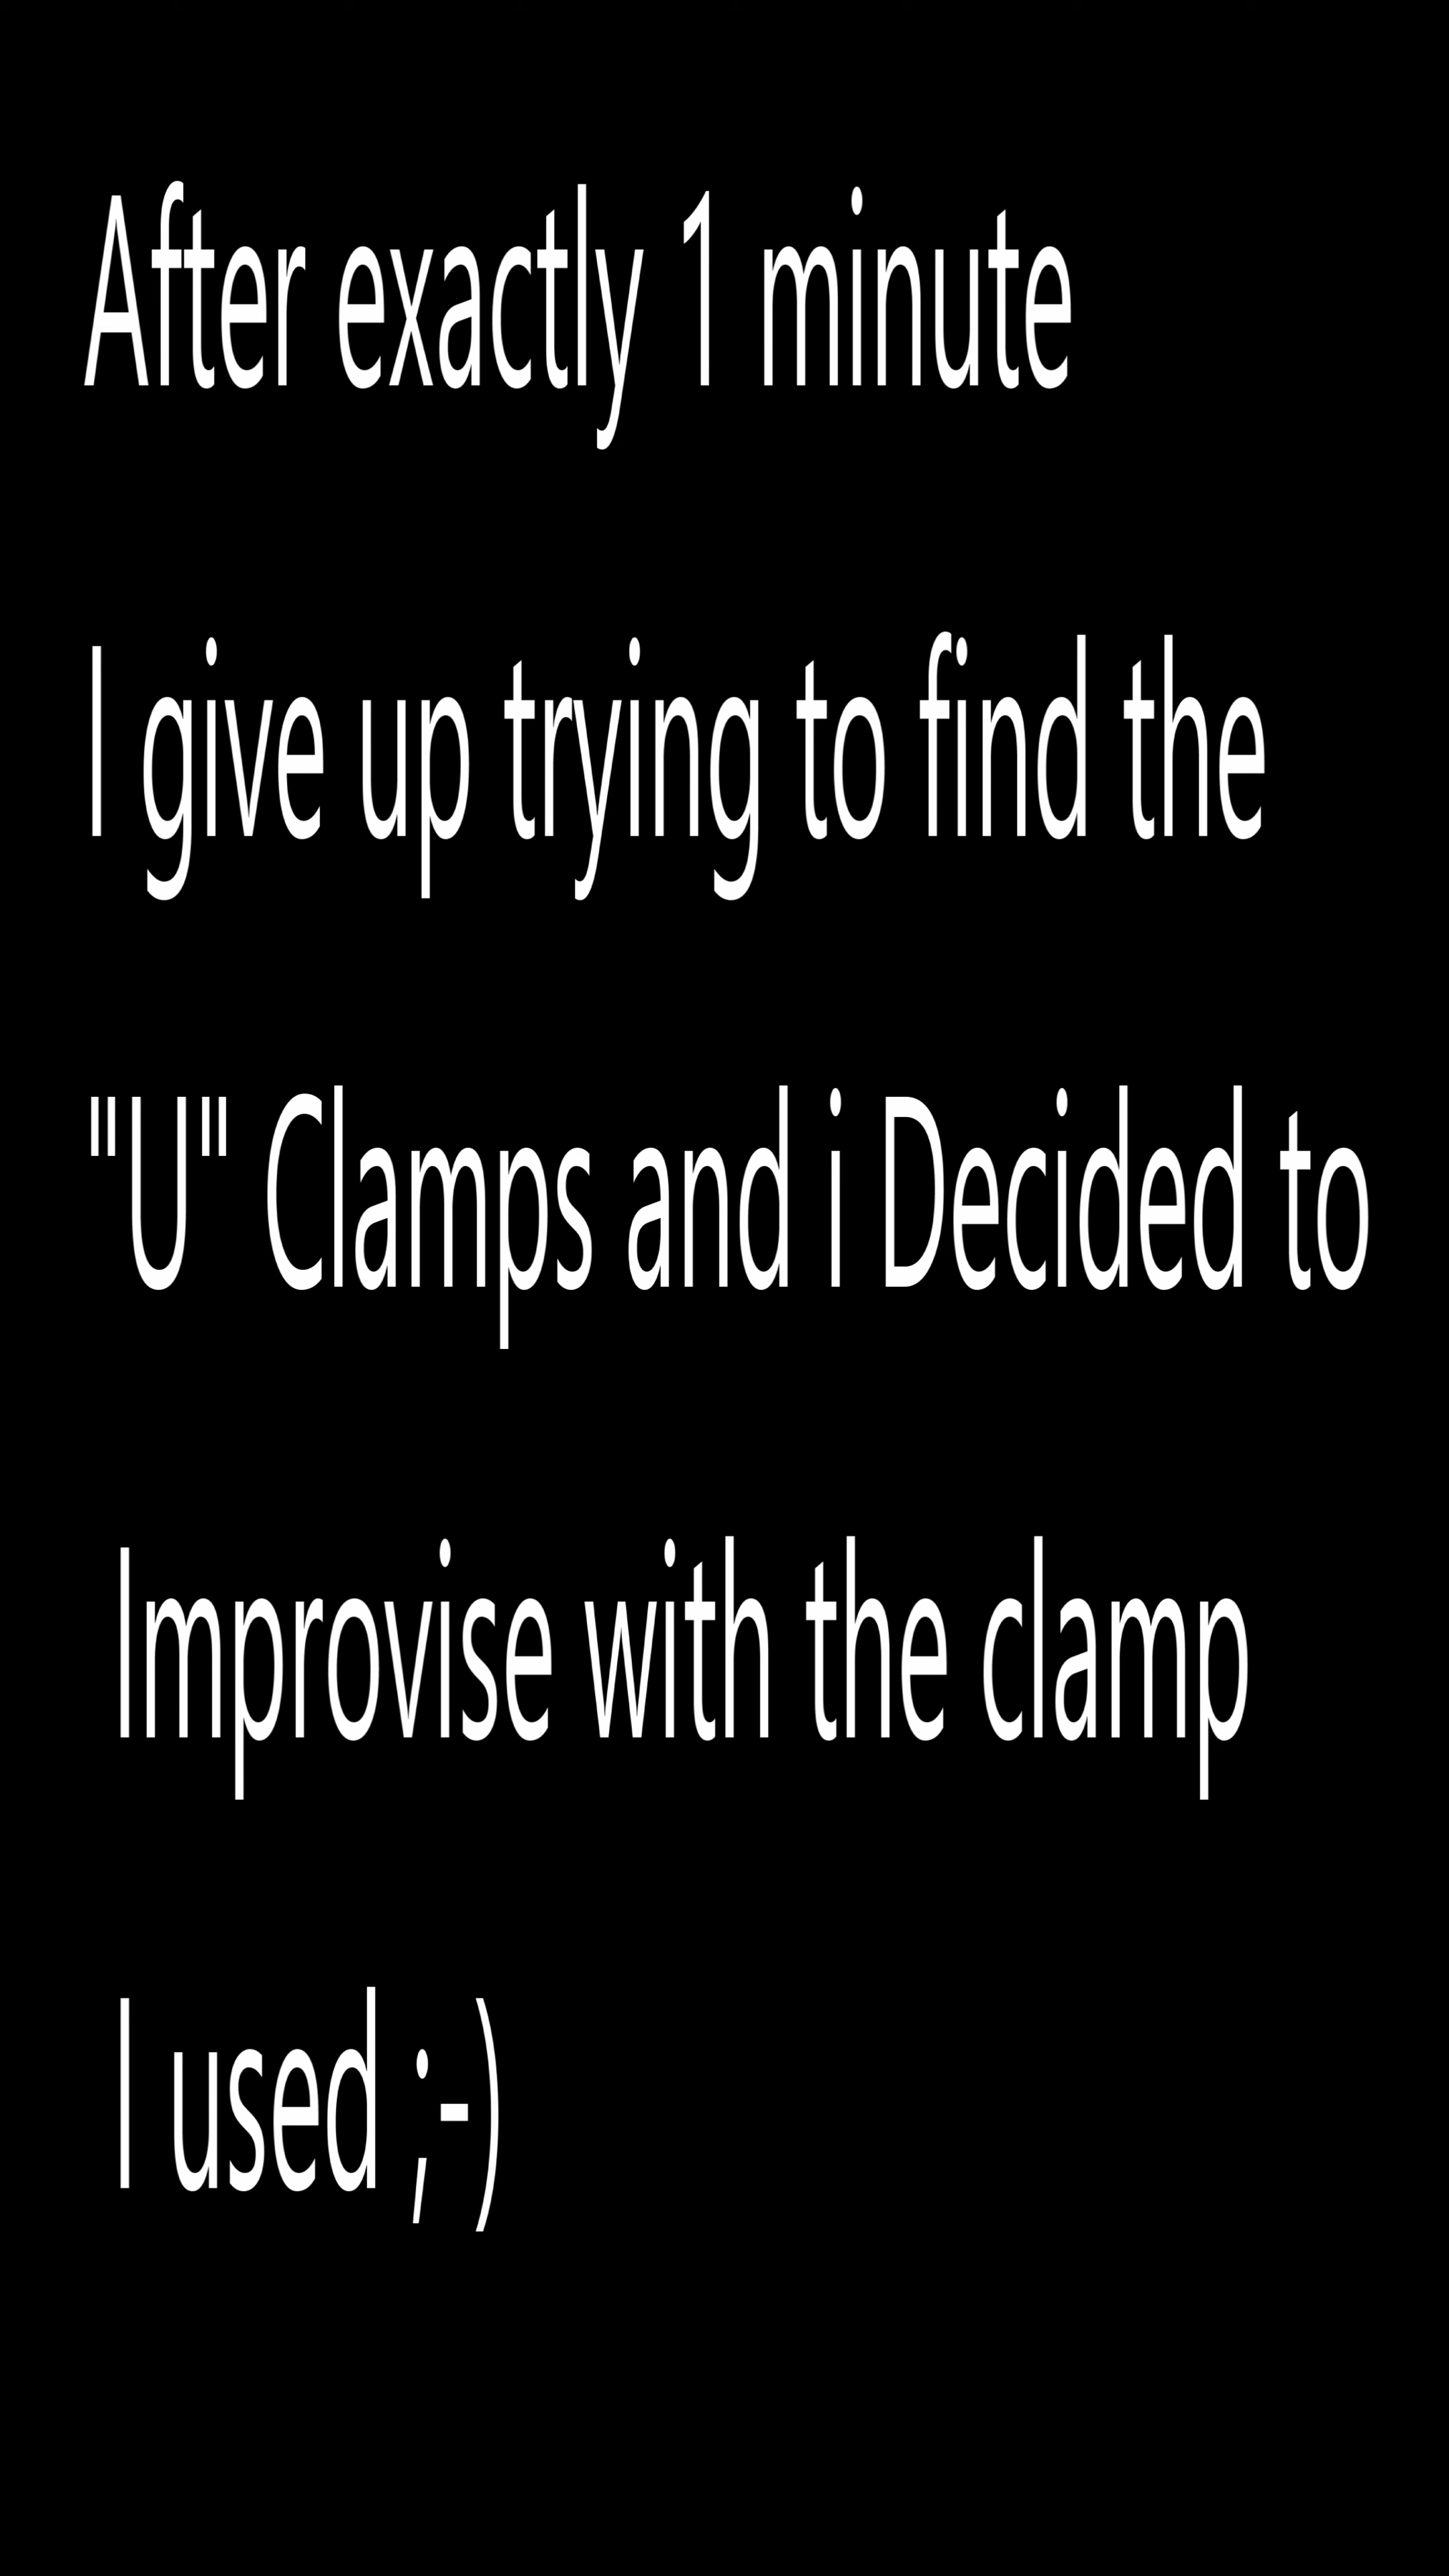 After exactly 1 minute
I give up trying to find the
"U" Clamps and i Decided to
Improvise with the clamp
I used ;-)